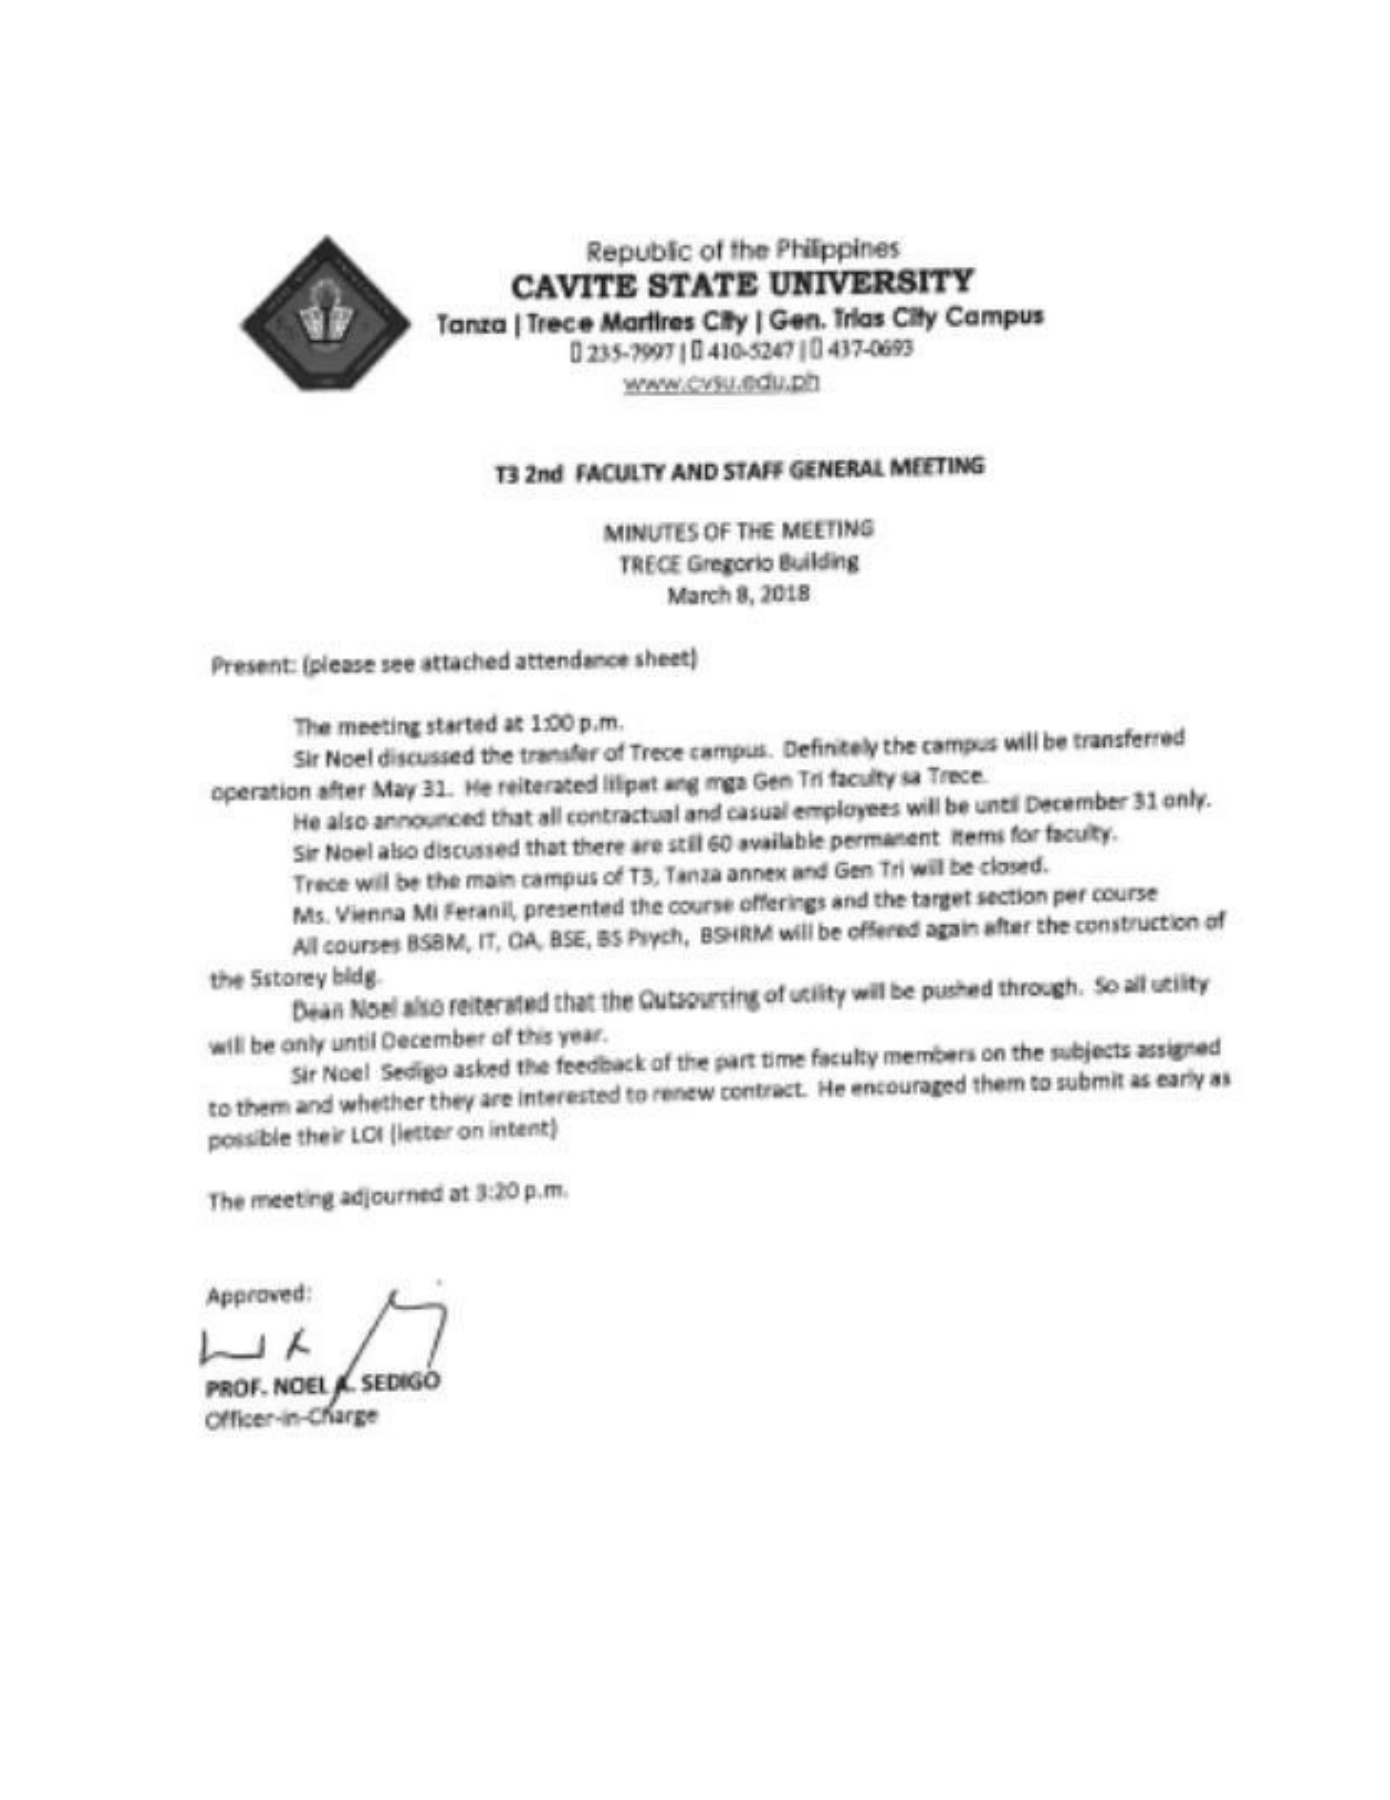 Republic of the Philippines
CAVITE STATE UNIVERSITY
Tanza | Trece Martires City | Gen. Trias City Campus
235-7997 | 410-5247 | 437-0693
www.cvsu.edu.ph
T3 2nd FACULTY AND STAFF GENERAL MEETING
MINUTES OF THE MEETING
TRECE Gregorio Building
March 8, 2018
Present: (please see attached attendance sheet)
The meeting started at 1:00 p.m.
Sir Noel discussed the transfer of Trece campus. Definitely the campus will be transferred
operation after May 31. He reiterated lilipat ang mga Gen Tri faculty sa Trece.
He also announced that all contractual and casual employees will be until December 31 only.
Sir Noel also discussed that there are still 60 available permanent items for faculty.
Trece will be the main campus of T3, Tanza annex and Gen Tri will be closed.
Ms. Vienna Mi Feranil, presented the course offerings and the target section per course
All courses BSBM, IT, OA, BSE, BS Psych, BSHRM will be offered again after the construction of
the 5storey bldg.
Dean Noel also reiterated that the Outsourcing of utility will be pushed through. So all utility
will be only until December of this year.
Sir Noel Sedigo asked the feedback of the part time faculty members on the subjects assigned
to them and whether they are interested to renew contract. He encouraged them to submit as early as
possible their LOI (letter on intent)
The meeting adjourned at 3:20 p.m.
Approved:
PROF. NOEL A. SEDIGO
Officer-in-Charge